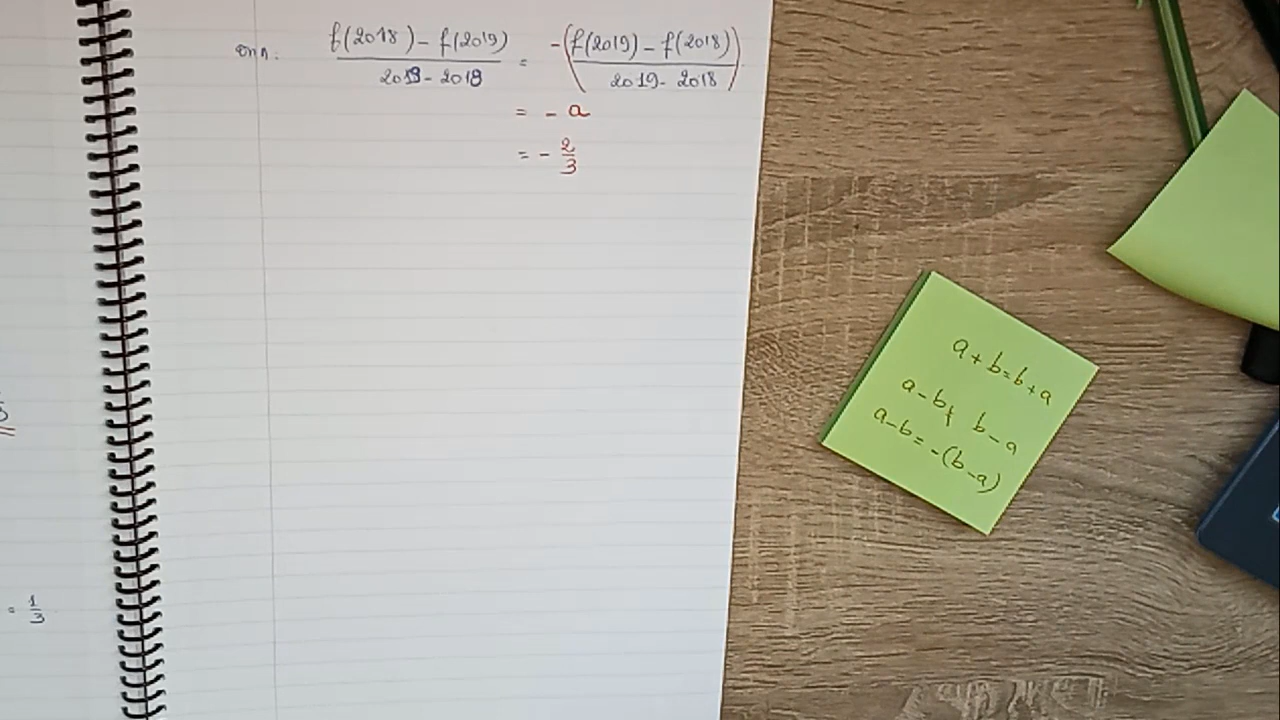 on a: f(2018) - f(2019) / 2019 - 2018 = -(f(2019) - f(2018) / 2019 - 2018)
= - a
= - 2/3
= 1/3
a + b = b + a
a - b ≠ b - a
a - b = -(b - a)